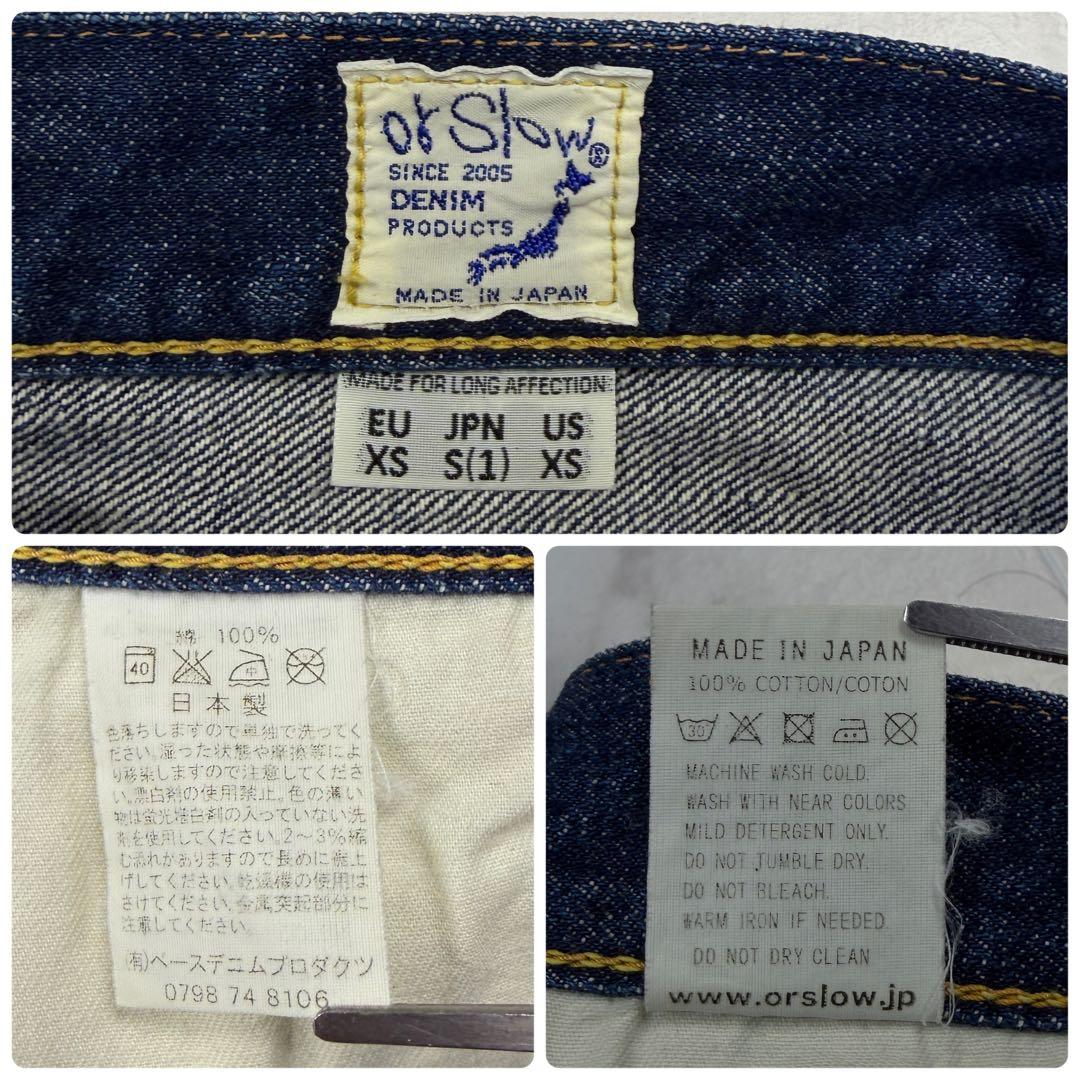 orSlow®
SINCE 2005
DENIM
PRODUCTS
MADE IN JAPAN
MADE FOR LONG AFFECTION
EU JPN US
XS S(1) XS
綿 100%
40 中
日本製
色落ちしますので単独で洗ってく
ださい。湿った状態や摩擦等によ
り移染しますので注意してくださ
い。漂白剤の使用禁止。色の薄い
物は蛍光増白剤の入っていない洗
剤を使用してください。2～3%縮
む恐れがありますので長めに裾上
げしてください。乾燥機の使用は
さけてください。金属突起部分に
注意してください。
(有)ベースデニムプロダクツ
0798 74 8106
MADE IN JAPAN
100% COTTON/COTON
30
MACHINE WASH COLD.
WASH WITH NEAR COLORS
MILD DETERGENT ONLY.
DO NOT TUMBLE DRY.
DO NOT BLEACH.
WARM IRON IF NEEDED.
DO NOT DRY CLEAN
www.orslow.jp